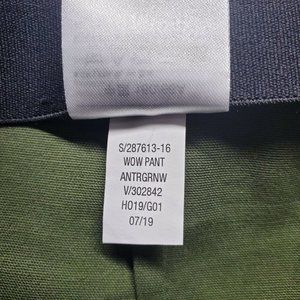 S/287613-16
WOW PANT
ANTRGRNW
V/302842
H019/G01
07/19